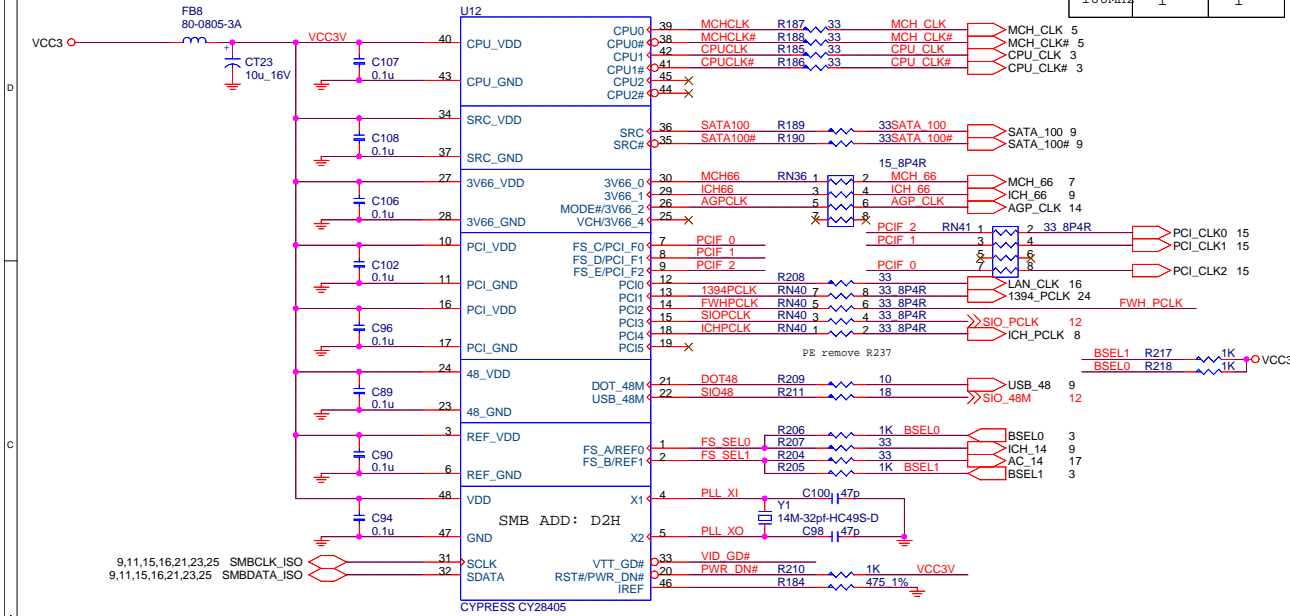 100MHZ 1 1
FB8
80-0805-3A
VCC3
VCC3V
CT23
10u_16V
U12
40 CPU_VDD
C107
0.1u
43 CPU_GND
34 SRC_VDD
C108
0.1u
37 SRC_GND
27 3V66_VDD
C106
0.1u
28 3V66_GND
10 PCI_VDD
C102
0.1u
11 PCI_GND
16 PCI_VDD
C96
0.1u
17 PCI_GND
24 48_VDD
C89
0.1u
23 48_GND
3 REF_VDD
C90
0.1u
6 REF_GND
48 VDD
C94
0.1u
47 GND
9,11,15,16,21,23,25 SMBCLK_ISO 31 SCLK
9,11,15,16,21,23,25 SMBDATA_ISO 32 SDATA
SMB ADD: D2H
CYPRESS CY28405
CPU0 39 MCHCLK R187 33 MCH_CLK MCH_CLK 5
CPU0# 38 MCHCLK# R188 33 MCH_CLK# MCH_CLK# 5
CPU1 42 CPUCLK R185 33 CPU_CLK CPU_CLK 3
CPU1# 41 CPUCLK# R186 33 CPU_CLK# CPU_CLK# 3
CPU2 45
CPU2# 44
SRC 36 SATA100 R189 33 SATA_100 SATA_100 9
SRC# 35 SATA100# R190 33 SATA_100# SATA_100# 9
15_8P4R
3V66_0 30 MCH66 RN36 1 2 MCH_66 MCH_66 7
3V66_1 29 ICH66 3 4 ICH_66 ICH_66 9
MODE#/3V66_2 26 AGPCLK 5 6 AGP_CLK AGP_CLK 14
VCH/3V66_4 25 7 8
PCIF_2 RN41 1 2 33_8P4R PCI_CLK0 15
PCIF_1 3 4 PCI_CLK1 15
5 6
PCIF_0 7 8 PCI_CLK2 15
FS_C/PCI_F0 7 PCIF_0
FS_D/PCI_F1 8 PCIF_1
FS_E/PCI_F2 9 PCIF_2
PCI0 12 R208 33 LAN_CLK 16
PCI1 13 1394PCLK RN40 7 8 33_8P4R 1394_PCLK 24
PCI2 14 FWHPCLK RN40 5 6 33_8P4R FWH_PCLK
PCI3 15 SIOPCLK RN40 3 4 33_8P4R SIO_PCLK 12
PCI4 18 ICHPCLK RN40 1 2 33_8P4R ICH_PCLK 8
PCI5 19
PE remove R237
BSEL1 R217 1K VCC3
BSEL0 R218 1K
DOT_48M 21 DOT48 R209 10 USB_48 9
USB_48M 22 SIO48 R211 18 SIO_48M 12
R206 1K BSEL0 BSEL0 3
FS_A/REF0 1 FS_SEL0 R207 33 ICH_14 9
FS_B/REF1 2 FS_SEL1 R204 33 AC_14 17
R205 1K BSEL1 BSEL1 3
X1 4 PLL_XI C100 47p
Y1
14M-32pf-HC49S-D
X2 5 PLL_XO C98 47p
VTT_GD# 33 VID_GD#
RST#/PWR_DN# 20 PWR_DN# R210 1K VCC3V
IREF 46 R184 475_1%
D
C